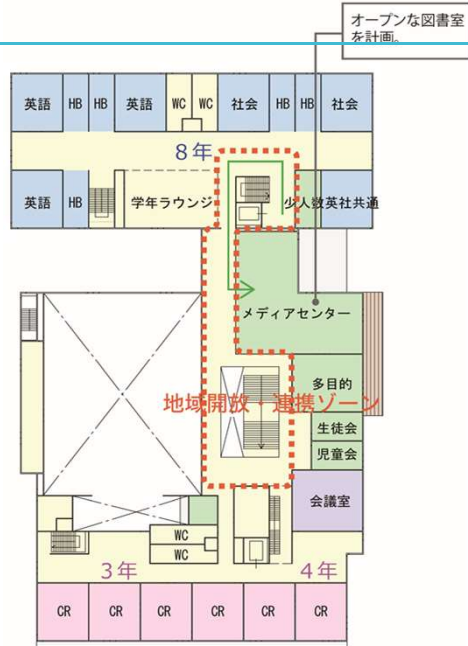 オープンな図書室
を計画。
英語 HB HB 英語 WC WC 社会 HB HB 社会
8年
英語 HB 学年ラウンジ 少人数英社共通
メディアセンター
多目的
地域開放・連携ゾーン
生徒会
児童会
会議室
WC
WC
3年 4年
CR CR CR CR CR CR